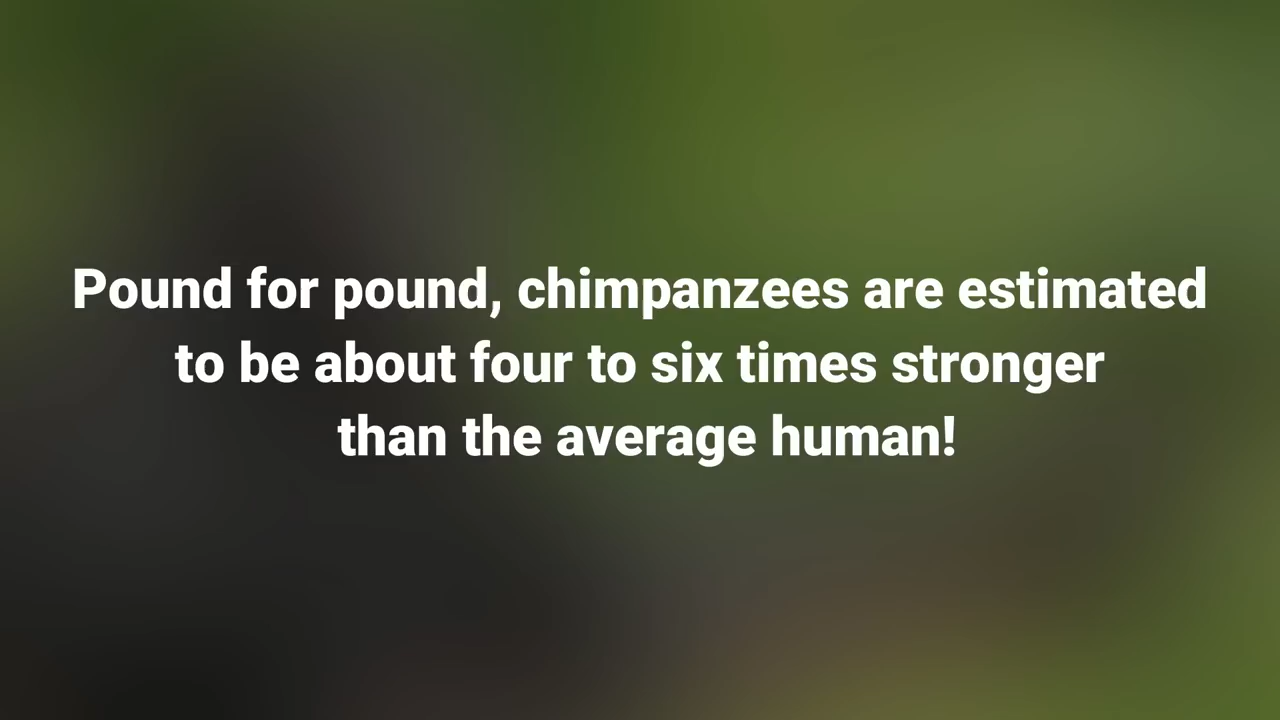 Pound for pound, chimpanzees are estimated
to be about four to six times stronger
than the average human!